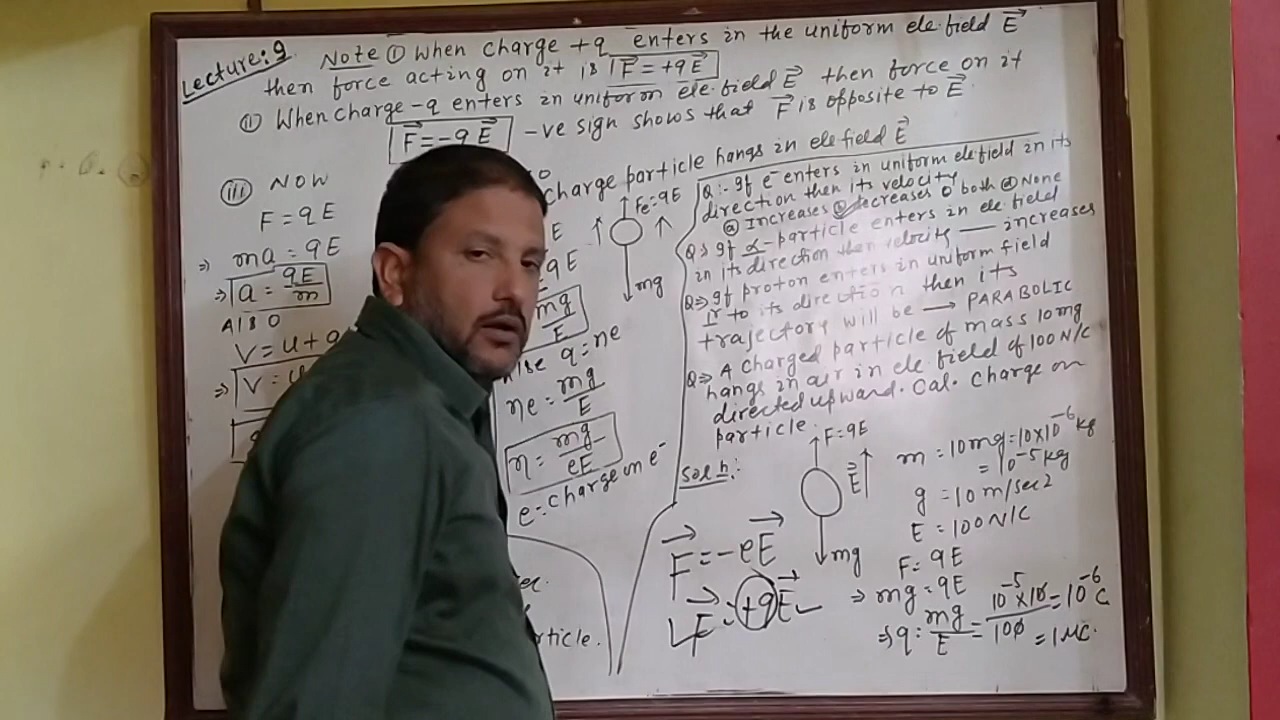 Lecture: 9
Note ① When charge +q enters in the uniform ele. field E⃗
then force acting on it is F⃗ = +qE⃗
(ii) When charge -q enters in uniform ele. field E⃗ then force on it
F⃗ = -qE⃗ -ve sign shows that F⃗ is opposite to E⃗
(iii) NOW
F = qE
⇒ ma = qE
⇒ a = qE/m
Also
V = u + a
⇒ V = u
charge particle hangs in ele field E⃗
Fe = qE
mg
E
qE
mg/E
q = ne
ne = mg/E
n = mg/eE
e = charge on e⁻
rticle.
Q:- If e⁻ enters in uniform ele field in its
direction then its velocity
ⓐ Increases ⓑ decreases ⓒ both ⓓ None
Q⇒ If α-particle enters in ele. field
in its direction then velocity — increases
Q⇒ If proton enters in uniform field
⊥r to its direction then its
trajectory will be → PARABOLIC
Q⇒ A charged particle of mass 10mg
hangs in air in ele. field of 100 N/C
directed upward. Cal. charge on
particle.
Solⁿ:
F = qE
E⃗
mg
F⃗ = -eE⃗
F⃗ = +qE⃗
m = 10mg = 10×10⁻⁶ kg
= 10⁻⁵ kg
g = 10 m/sec²
E = 100 N/C
F = qE
⇒ mg = qE
⇒ q = mg/E = 10⁻⁵×10/100 = 10⁻⁶ C
= 1 μC.